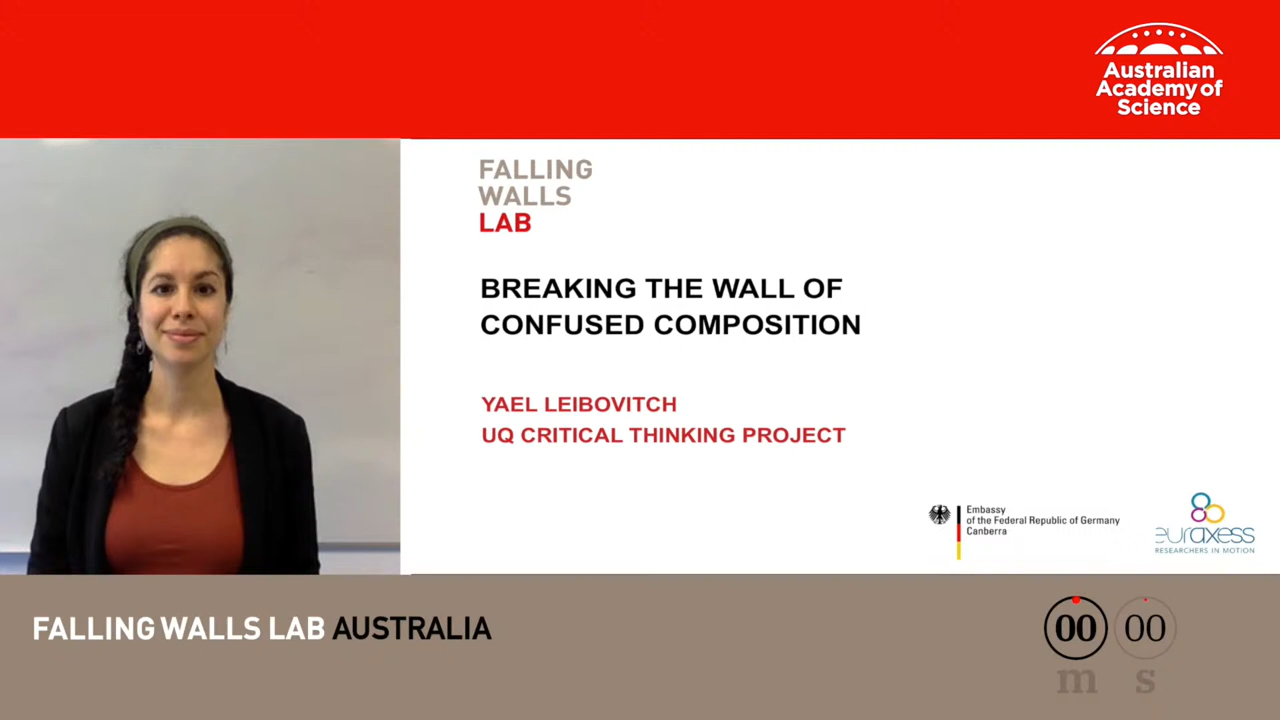 Australian
Academy of
Science
FALLING
WALLS
LAB
BREAKING THE WALL OF
CONFUSED COMPOSITION
YAEL LEIBOVITCH
UQ CRITICAL THINKING PROJECT
Embassy
of the Federal Republic of Germany
Canberra
euraxess
RESEARCHERS IN MOTION
FALLING WALLS LAB AUSTRALIA
00 00
m s